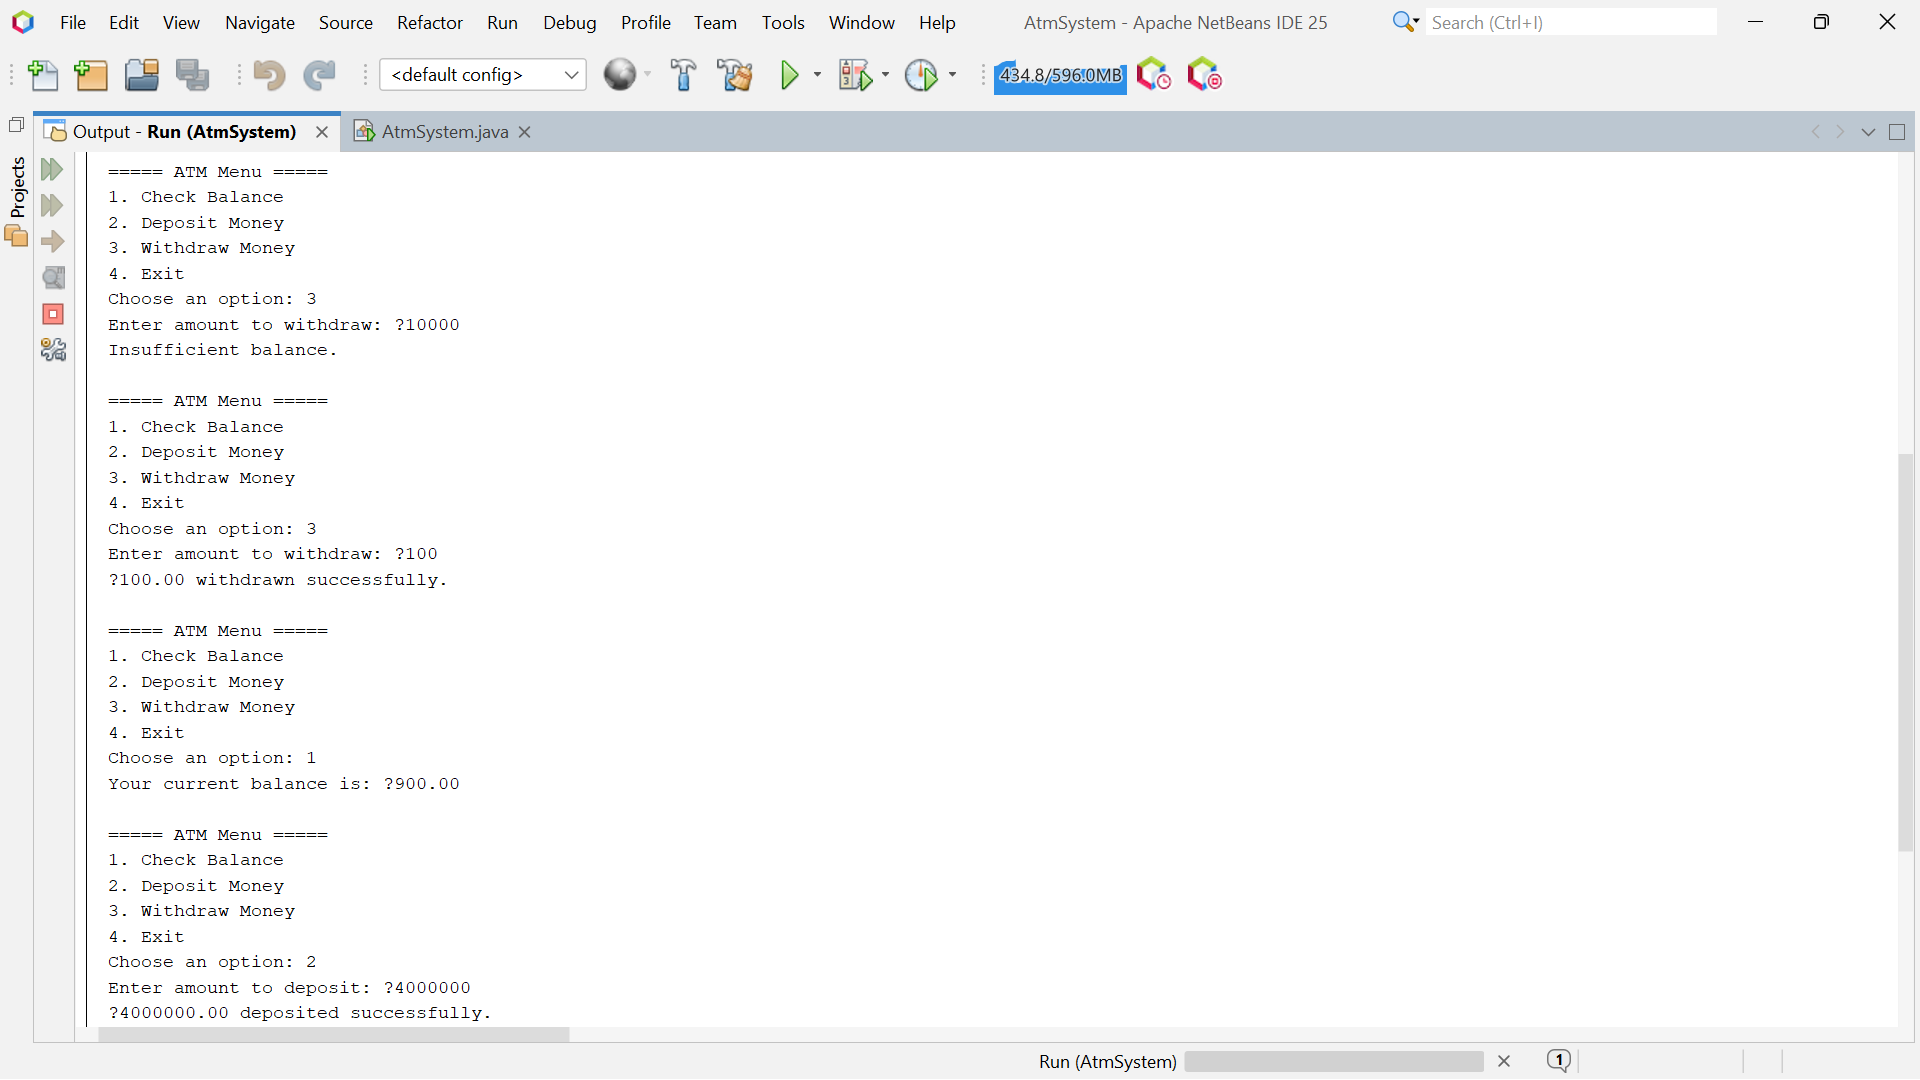 File Edit View Navigate Source Refactor Run Debug Profile Team Tools Window Help AtmSystem - Apache NetBeans IDE 25 Search (Ctrl+I)
<default config> 434.8/596.0MB
Output - Run (AtmSystem) AtmSystem.java
Projects
===== ATM Menu =====
1. Check Balance
2. Deposit Money
3. Withdraw Money
4. Exit
Choose an option: 3
Enter amount to withdraw: ?10000
Insufficient balance.
===== ATM Menu =====
1. Check Balance
2. Deposit Money
3. Withdraw Money
4. Exit
Choose an option: 3
Enter amount to withdraw: ?100
?100.00 withdrawn successfully.
===== ATM Menu =====
1. Check Balance
2. Deposit Money
3. Withdraw Money
4. Exit
Choose an option: 1
Your current balance is: ?900.00
===== ATM Menu =====
1. Check Balance
2. Deposit Money
3. Withdraw Money
4. Exit
Choose an option: 2
Enter amount to deposit: ?4000000
?4000000.00 deposited successfully.
Run (AtmSystem) 1